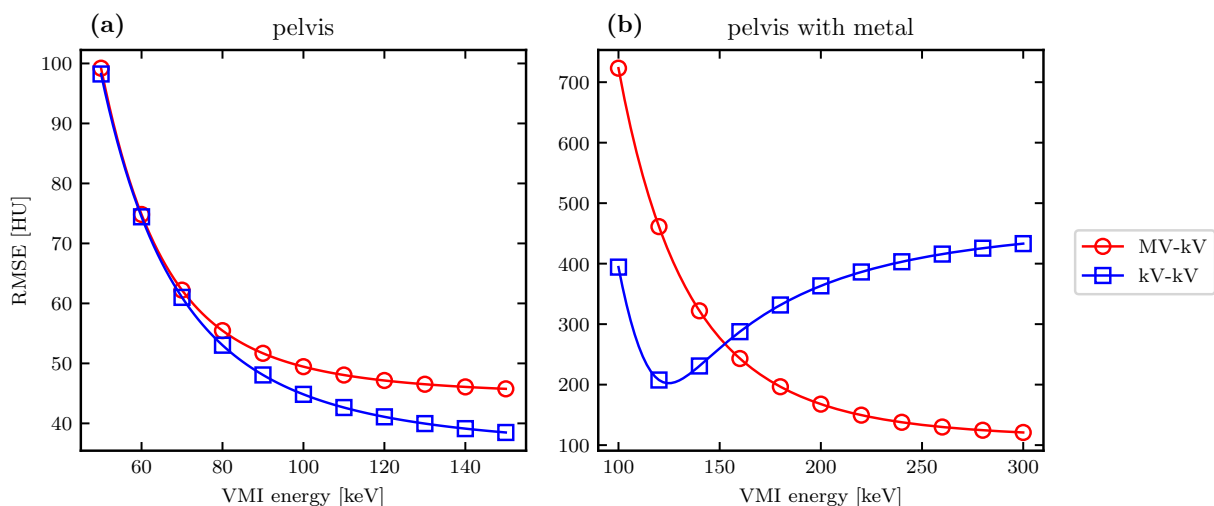 (a)
pelvis
(b)
pelvis with metal
RMSE [HU]
100
90
80
70
60
50
40
60
80
100
120
140
VMI energy [keV]
700
600
500
400
300
200
100
100
150
200
250
300
VMI energy [keV]
MV-kV
kV-kV